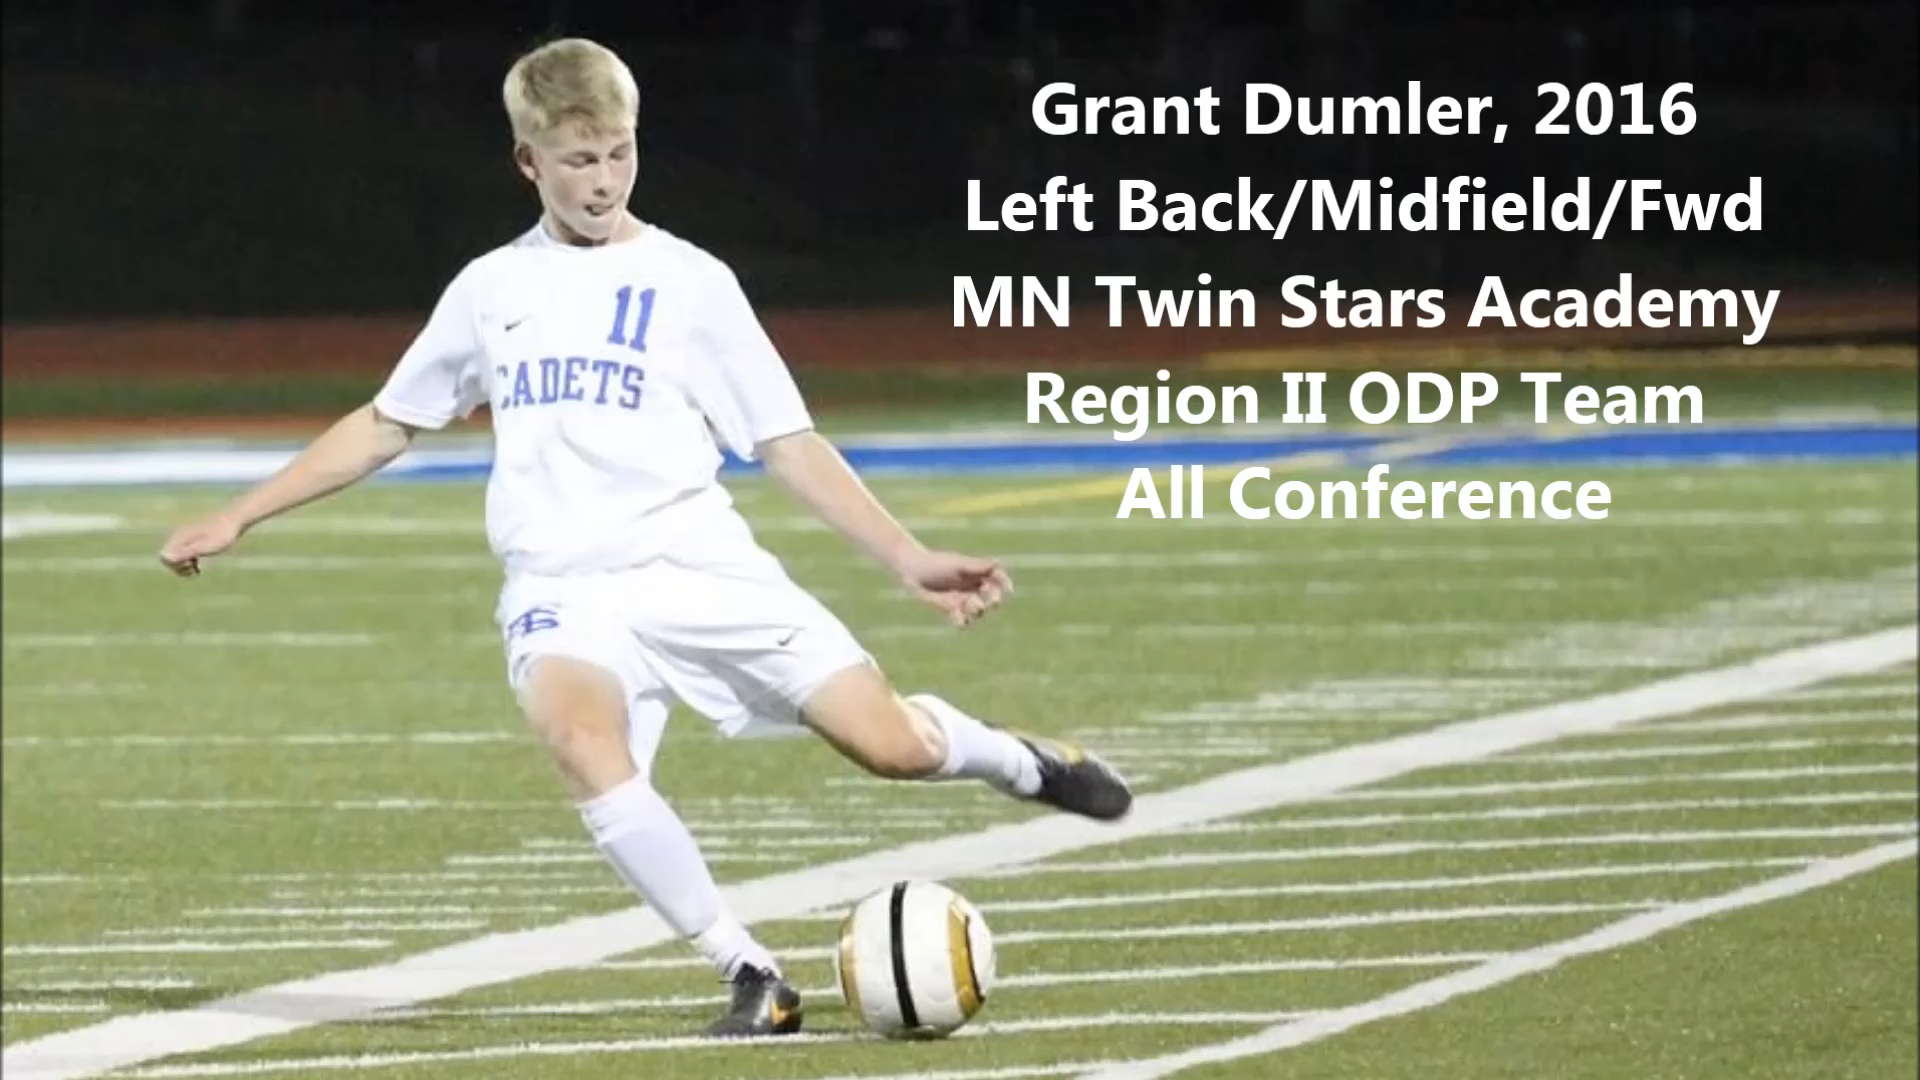 Grant Dumler, 2016
Left Back/Midfield/Fwd
MN Twin Stars Academy
Region II ODP Team
All Conference
11
CADETS